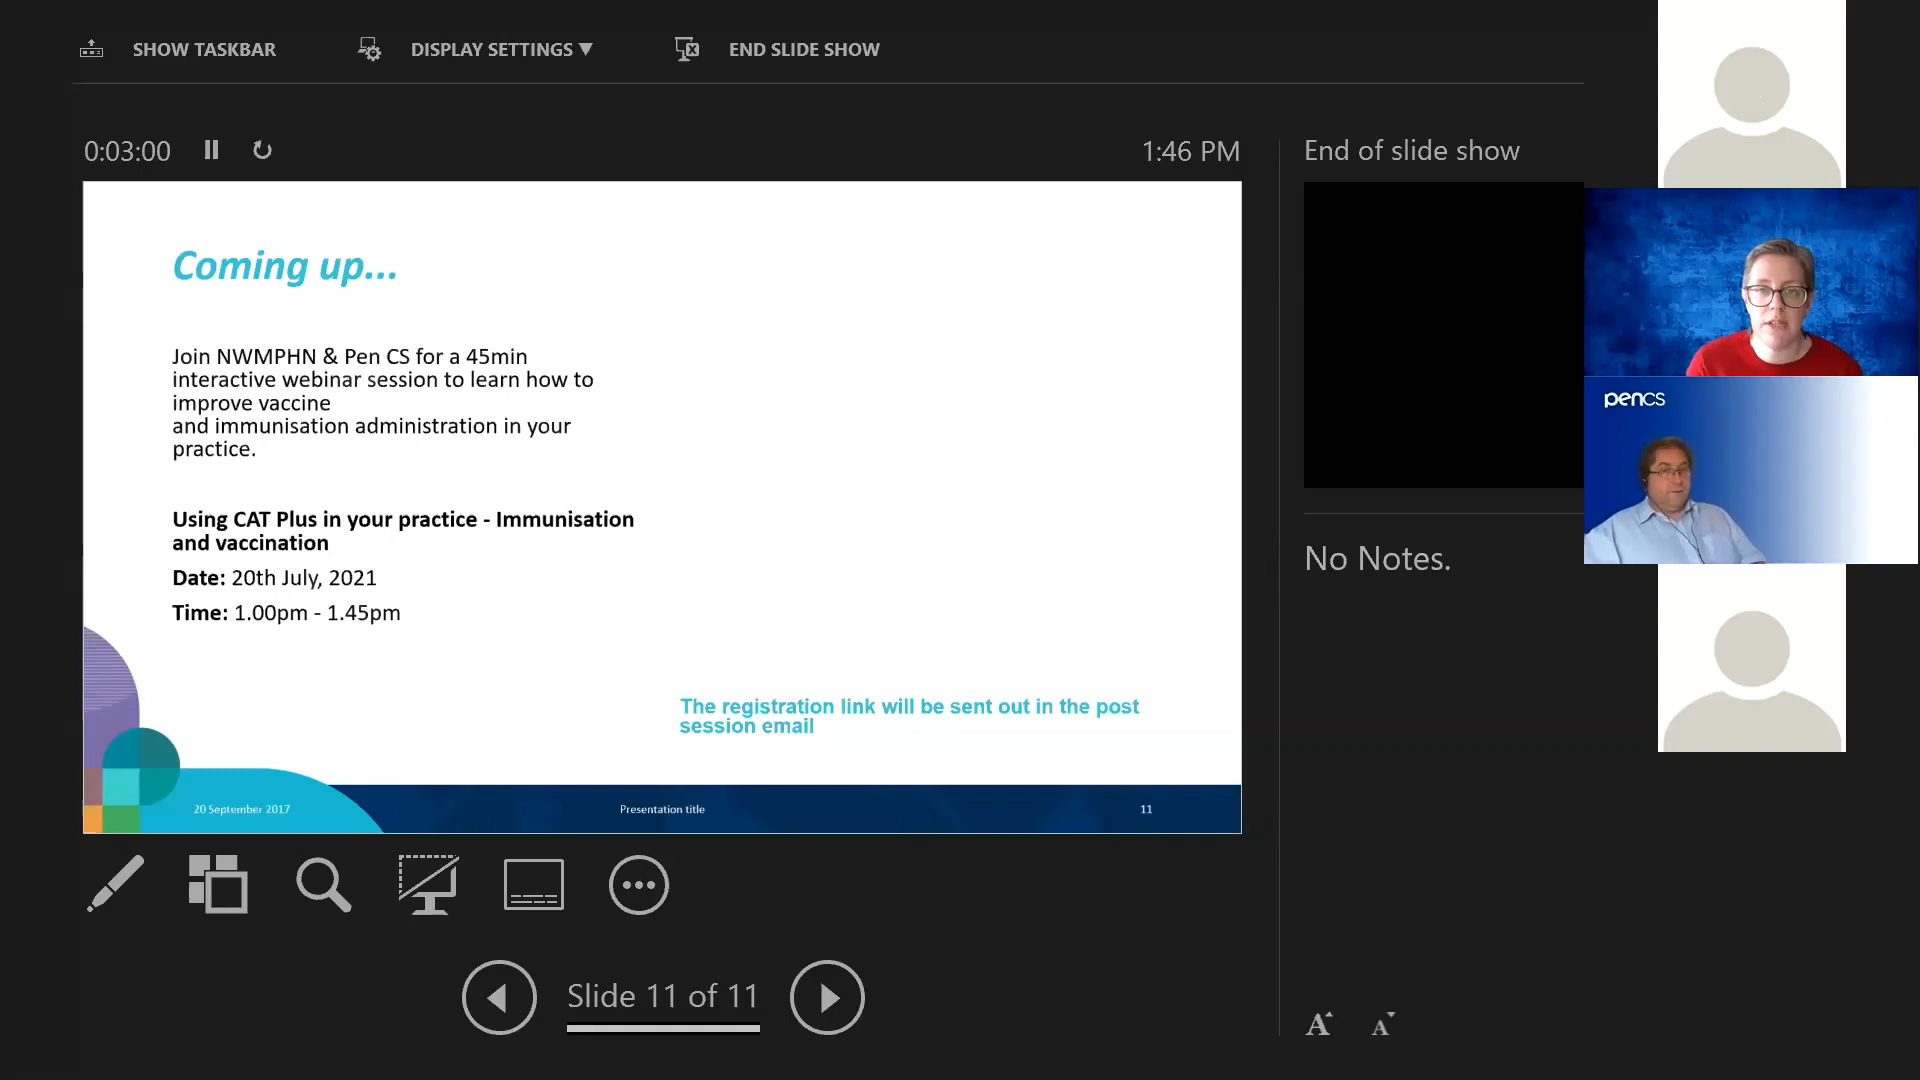 SHOW TASKBAR
DISPLAY SETTINGS ▼
END SLIDE SHOW
0:03:00
1:46 PM
End of slide show
Coming up...
Join NWMPHN & Pen CS for a 45min
interactive webinar session to learn how to
improve vaccine
and immunisation administration in your
practice.
Using CAT Plus in your practice - Immunisation
and vaccination
Date: 20th July, 2021
Time: 1.00pm - 1.45pm
The registration link will be sent out in the post
session email
20 September 2017
Presentation title
11
pencs
No Notes.
Slide 11 of 11
A
A